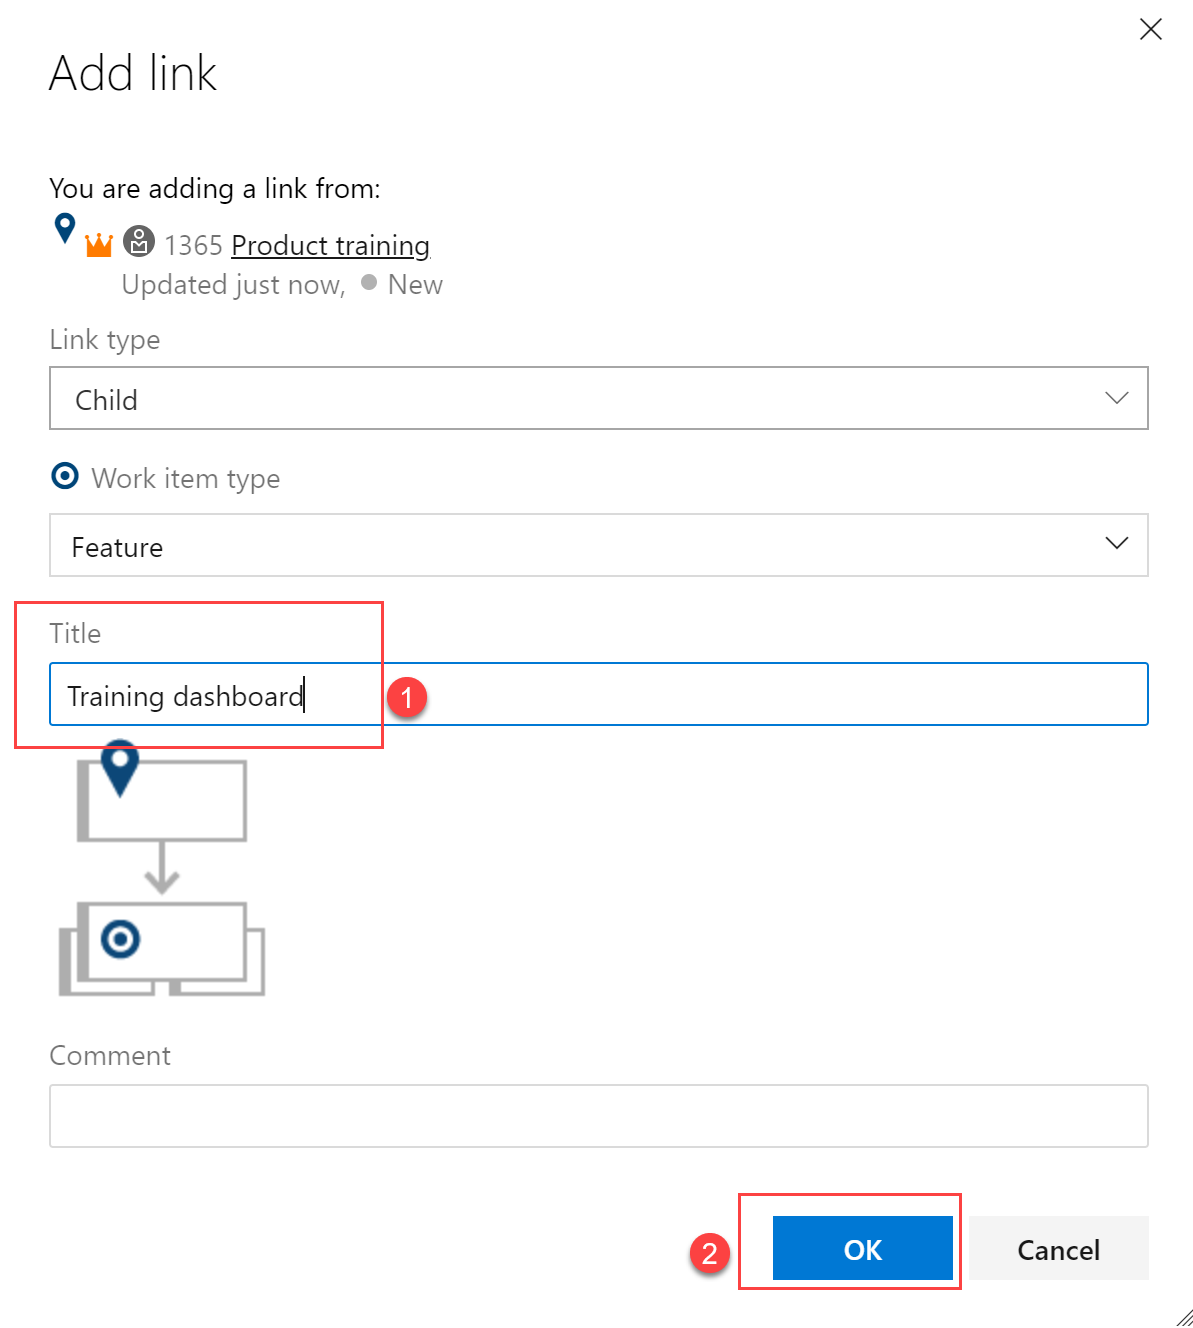 Add link
You are adding a link from:
1365 Product training
Updated just now, New
Link type
Child
Work item type
Feature
Title
Training dashboard
1
Comment
2
OK
Cancel